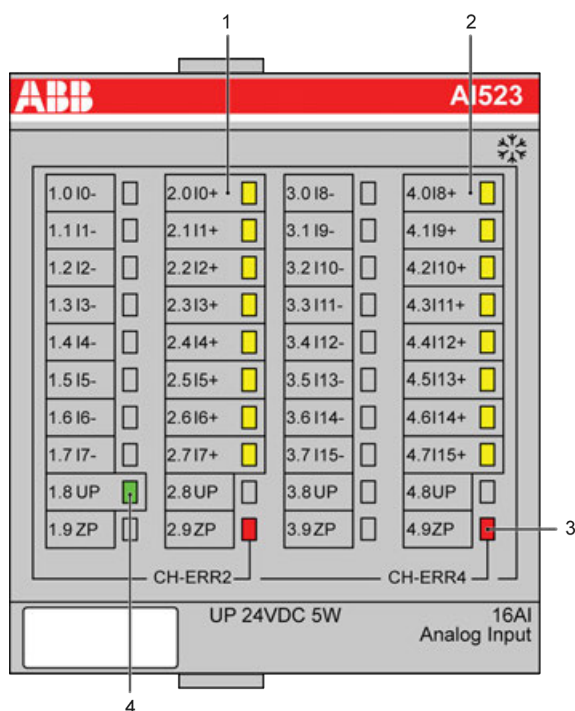 1 2
ABB AI523
1.0 I0- 2.0 I0+ 3.0 I8- 4.0 I8+
1.1 I1- 2.1 I1+ 3.1 I9- 4.1 I9+
1.2 I2- 2.2 I2+ 3.2 I10- 4.2 I10+
1.3 I3- 2.3 I3+ 3.3 I11- 4.3 I11+
1.4 I4- 2.4 I4+ 3.4 I12- 4.4 I12+
1.5 I5- 2.5 I5+ 3.5 I13- 4.5 I13+
1.6 I6- 2.6 I6+ 3.6 I14- 4.6 I14+
1.7 I7- 2.7 I7+ 3.7 I15- 4.7 I15+
1.8 UP 2.8 UP 3.8 UP 4.8 UP
1.9 ZP 2.9 ZP 3.9 ZP 4.9 ZP 3
CH-ERR2 CH-ERR4
UP 24VDC 5W 16AI
Analog Input
4